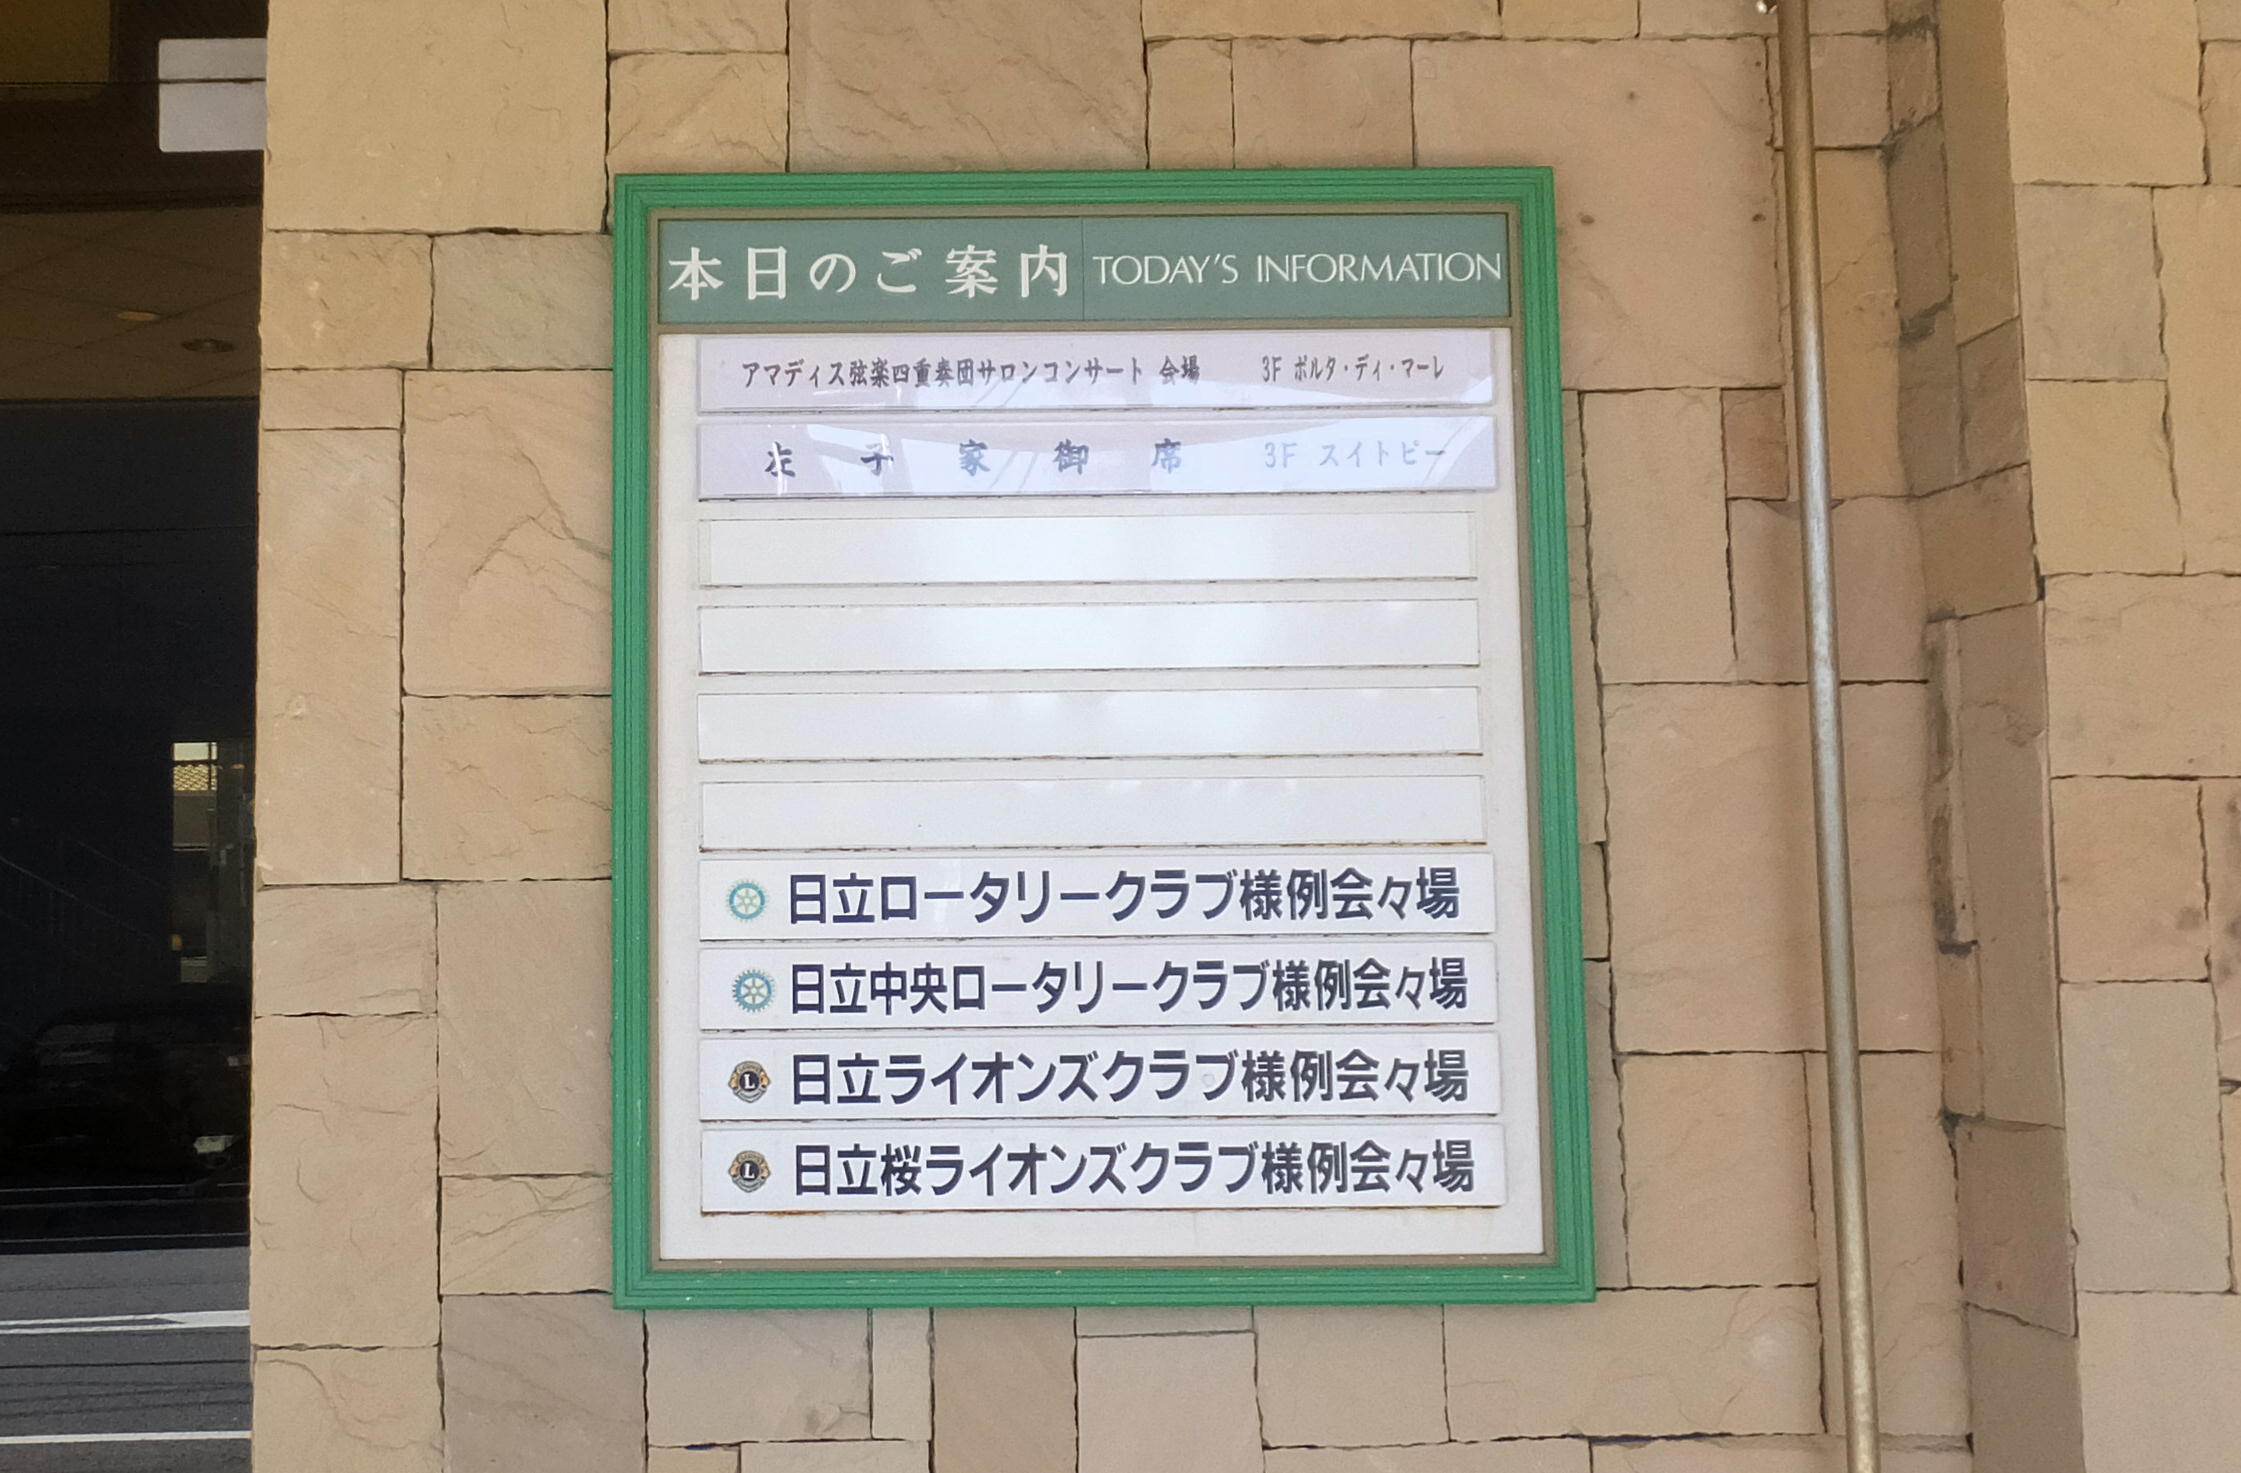 本日のご案内 TODAY'S INFORMATION
アマディス弦楽四重奏団サロンコンサート 会場 3F ポルタ・ディ・マーレ
子家御席 3F スイトピー
日立ロータリークラブ様例会々場
日立中央ロータリークラブ様例会々場
日立ライオンズクラブ様例会々場
日立桜ライオンズクラブ様例会々場